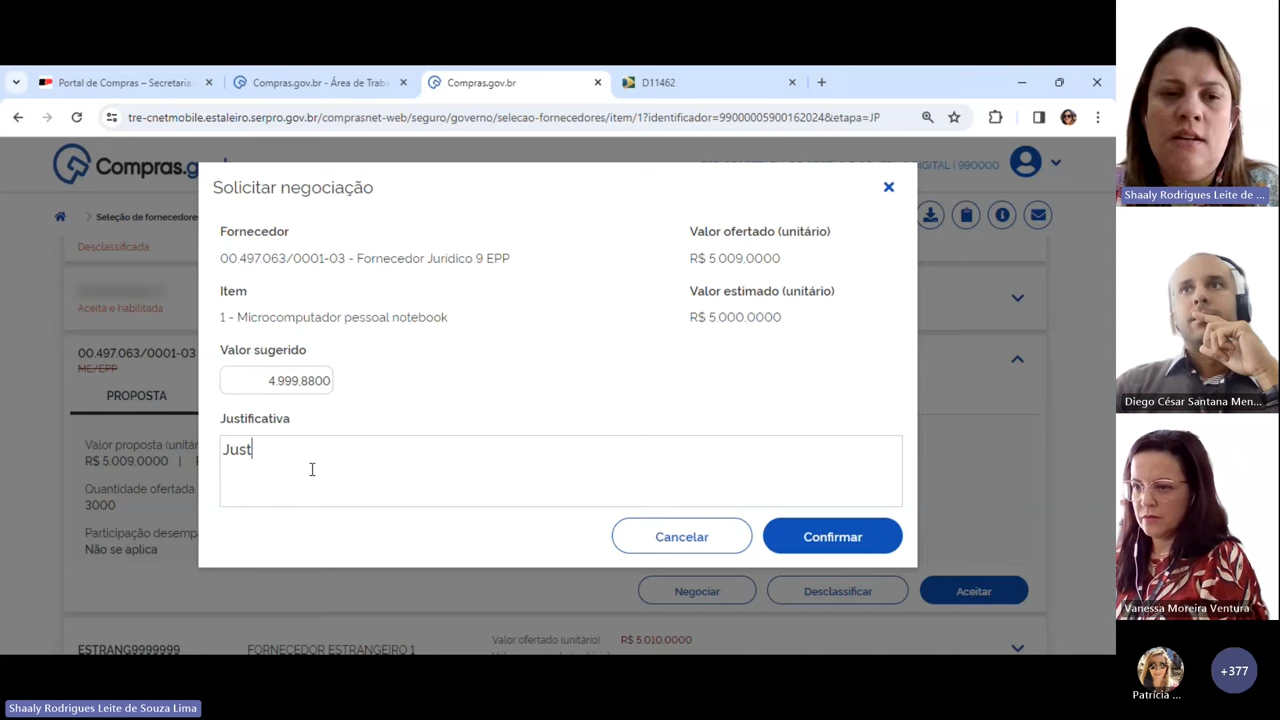 Portal de Compras – Secretaria
Compras.gov.br - Área de Traba
Compras.gov.br
D11462
tre-cnetmobile.estaleiro.serpro.gov.br/comprasnet-web/seguro/governo/selecao-fornecedores/item/1?identificador=99000005900162024&etapa=JP
Compras.g
DIGITAL | 990000
Seleção de fornecedores
Desclassificada
Aceita e habilitada
00.497.063/0001-03
ME/EPP
PROPOSTA
Valor proposta (unitár
R$ 5.009,0000 |
Quantidade ofertada
3000
Participação desemp
Não se aplica
Solicitar negociação
Fornecedor
00.497.063/0001-03 - Fornecedor Jurídico 9 EPP
Valor ofertado (unitário)
R$ 5.009,0000
Item
1 - Microcomputador pessoal notebook
Valor estimado (unitário)
R$ 5.000,0000
Valor sugerido
4.999,8800
Justificativa
Just
Cancelar
Confirmar
Negociar
Desclassificar
Aceitar
ESTRANG9999999
FORNECEDOR ESTRANGEIRO 1
Valor ofertado (unitário)
R$ 5.010,0000
Shaaly Rodrigues Leite de ...
Diego César Santana Men...
Vanessa Moreira Ventura
Patrícia ...
+377
Shaaly Rodrigues Leite de Souza Lima